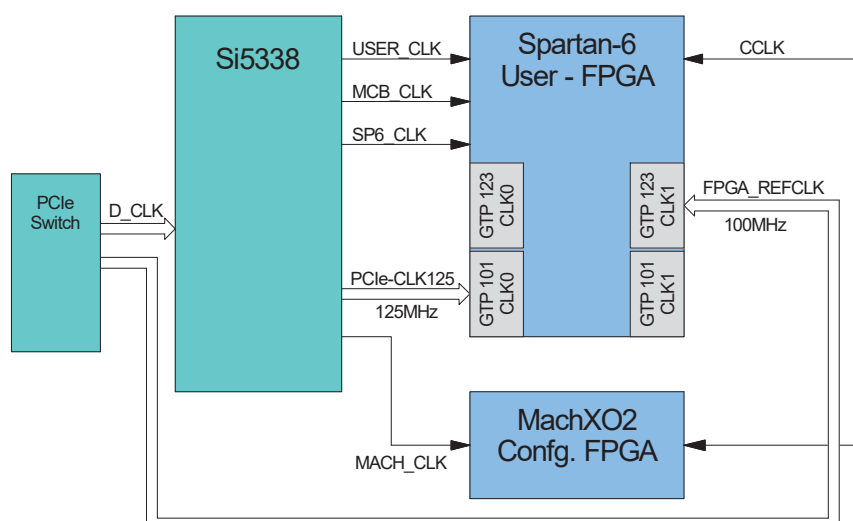 Si5338
USER_CLK
MCB_CLK
SP6_CLK
Spartan-6
User - FPGA
CCLK
PCIe
Switch
D_CLK
GTP 123
CLK0
GTP 123
CLK1
FPGA_REFCLK
100MHz
PCIe-CLK125
125MHz
GTP 101
CLK0
GTP 101
CLK1
MachXO2
Confg. FPGA
MACH_CLK